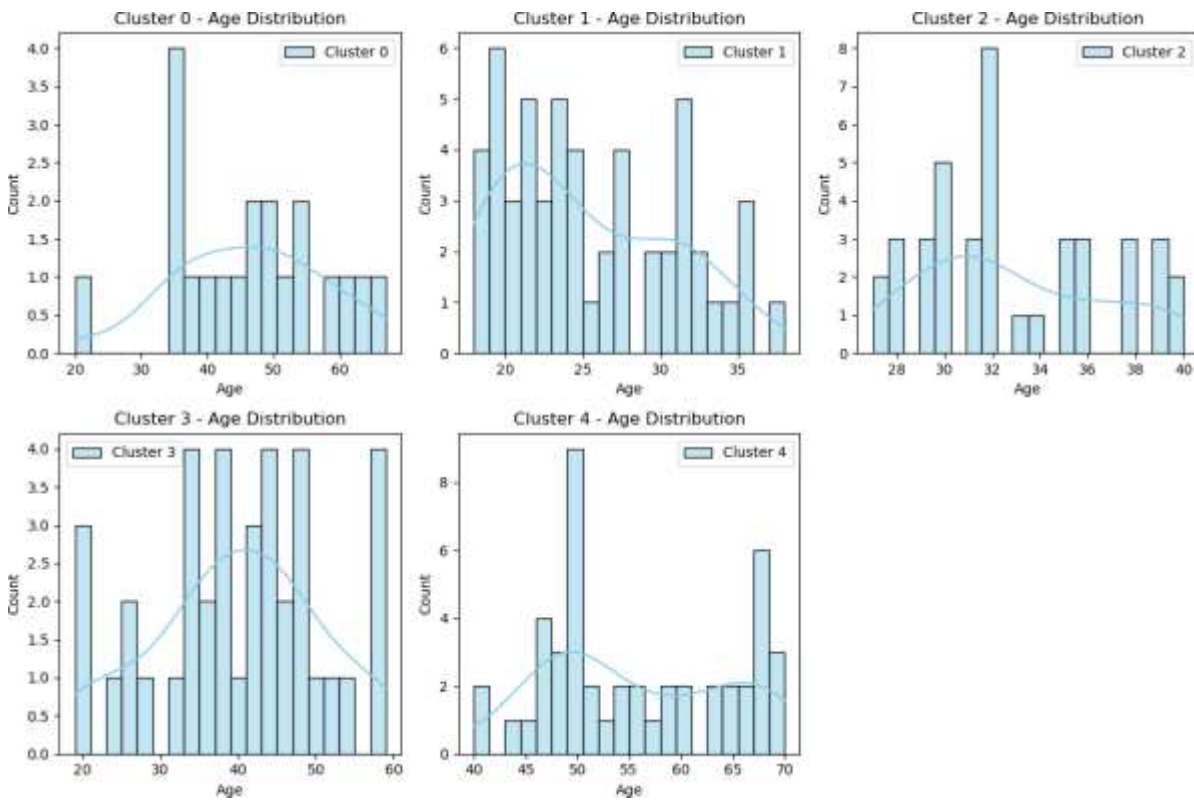 Cluster 0 - Age Distribution
Cluster 0
4.0
3.5
3.0
2.5
2.0
1.5
1.0
0.5
0.0
Count
20 30 40 50 60
Age
Cluster 1 - Age Distribution
Cluster 1
6
5
4
3
2
1
0
Count
20 25 30 35
Age
Cluster 2 - Age Distribution
Cluster 2
8
7
6
5
4
3
2
1
0
Count
28 30 32 34 36 38 40
Age
Cluster 3 - Age Distribution
Cluster 3
4.0
3.5
3.0
2.5
2.0
1.5
1.0
0.5
0.0
Count
20 30 40 50 60
Age
Cluster 4 - Age Distribution
Cluster 4
8
6
4
2
0
Count
40 45 50 55 60 65 70
Age